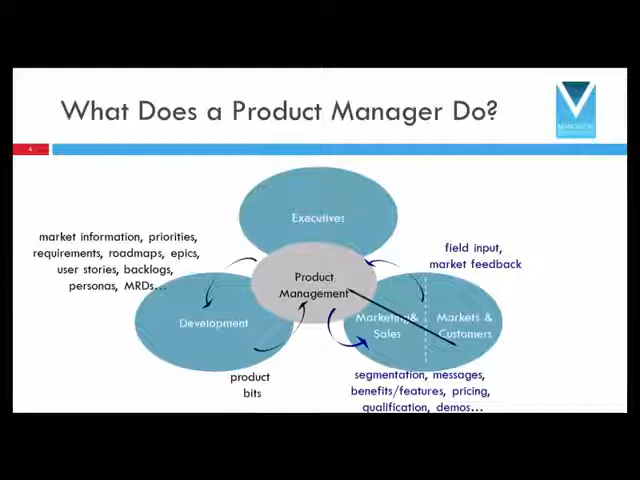 What Does a Product Manager Do?
Executives
market information, priorities,
requirements, roadmaps, epics,
user stories, backlogs,
personas, MRDs...
field input,
market feedback
Product
Management
Development
Marketing&
Sales
Markets &
Customers
product
bits
segmentation, messages,
benefits/features, pricing,
qualification, demos...